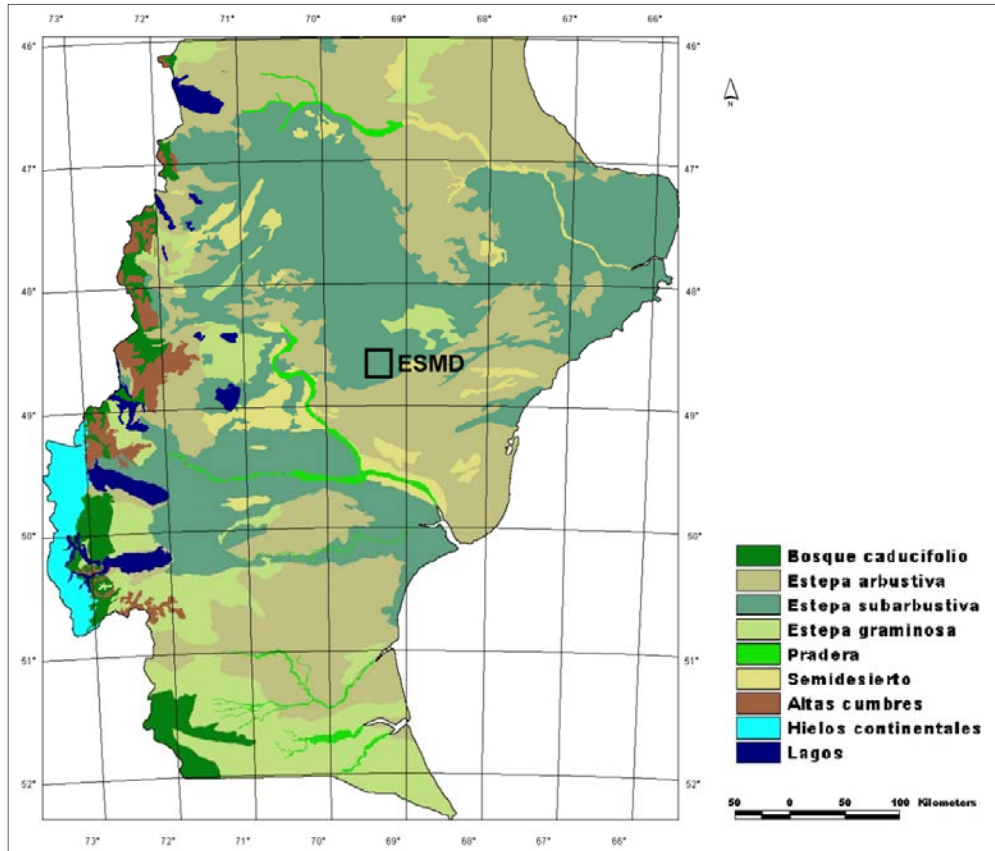 73° 72° 71° 70° 69° 68° 67° 66°
46° 46°
N
47° 47°
48° 48°
ESMD
49° 49°
50° 50°
51° 51°
52° 52°
73° 72° 71° 70° 69° 68° 67° 66°
Bosque caducifolio
Estepa arbustiva
Estepa subarbustiva
Estepa graminosa
Pradera
Semidesierto
Altas cumbres
Hielos continentales
Lagos
50 0 50 100 Kilometers